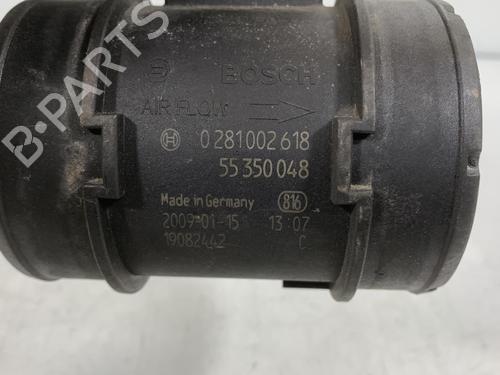 BOSCH
AIR FLOW
0 281 002 618
55 350 048
Made in Germany 816
2009-01-15 13:07
19082442 C
B-PARTS